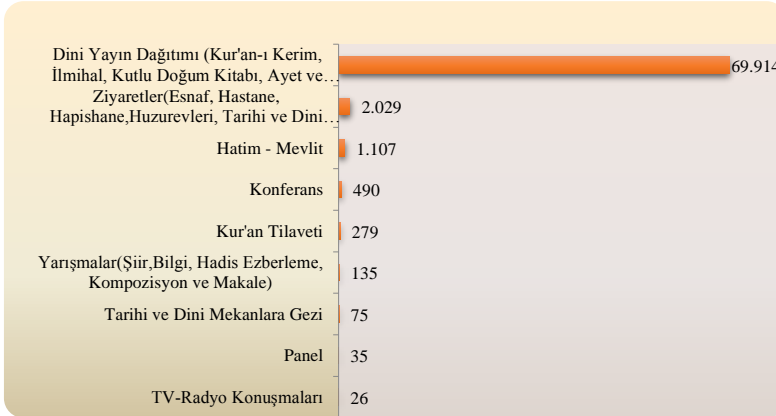 Dini Yayın Dağıtımı (Kur'an-ı Kerim,
İlmihal, Kutlu Doğum Kitabı, Ayet ve…
69.914
Ziyaretler(Esnaf, Hastane,
Hapishane,Huzurevleri, Tarihi ve Dini…
2.029
Hatim - Mevlit
1.107
Konferans
490
Kur'an Tilaveti
279
Yarışmalar(Şiir,Bilgi, Hadis Ezberleme,
Kompozisyon ve Makale)
135
Tarihi ve Dini Mekanlara Gezi
75
Panel
35
TV-Radyo Konuşmaları
26